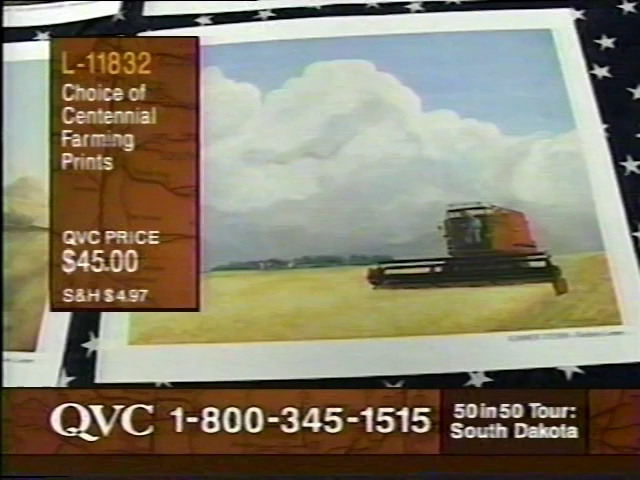 L-11832
Choice of
Centennial
Farming
Prints
QVC PRICE
$45.00
S&H $4.97
QVC 1-800-345-1515
50 in 50 Tour:
South Dakota